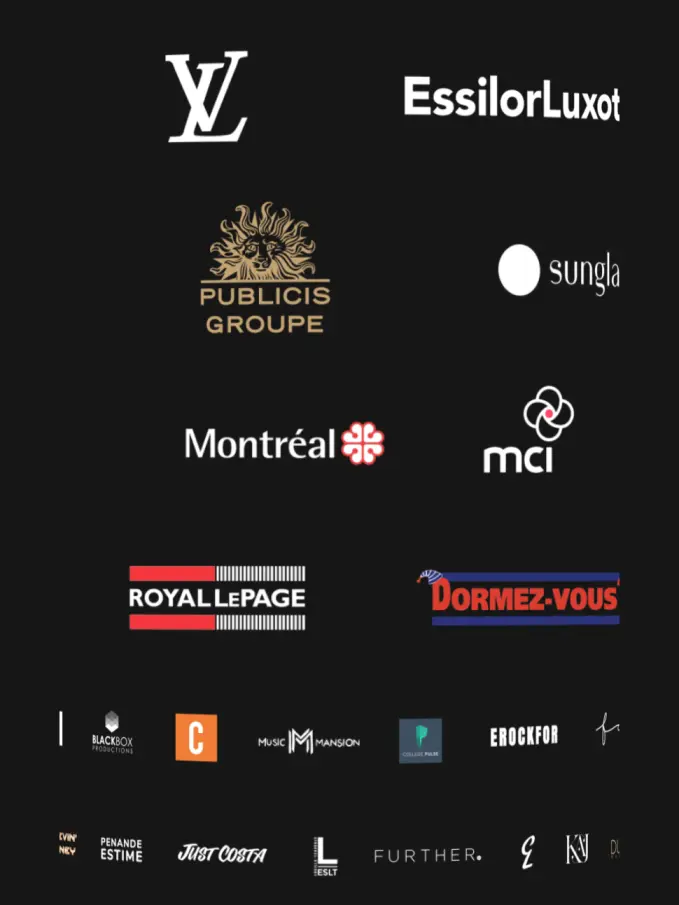 LV
EssilorLuxot
PUBLICIS
GROUPE
sungla
Montréal
mci
ROYAL LEPAGE
DORMEZ-VOUS
BLACKBOX
PRODUCTIONS
C
MUSIC M MANSION
EROCKFOR
PENANDE
ESTIME
JUST COSTA
L
ESLT
FURTHER.